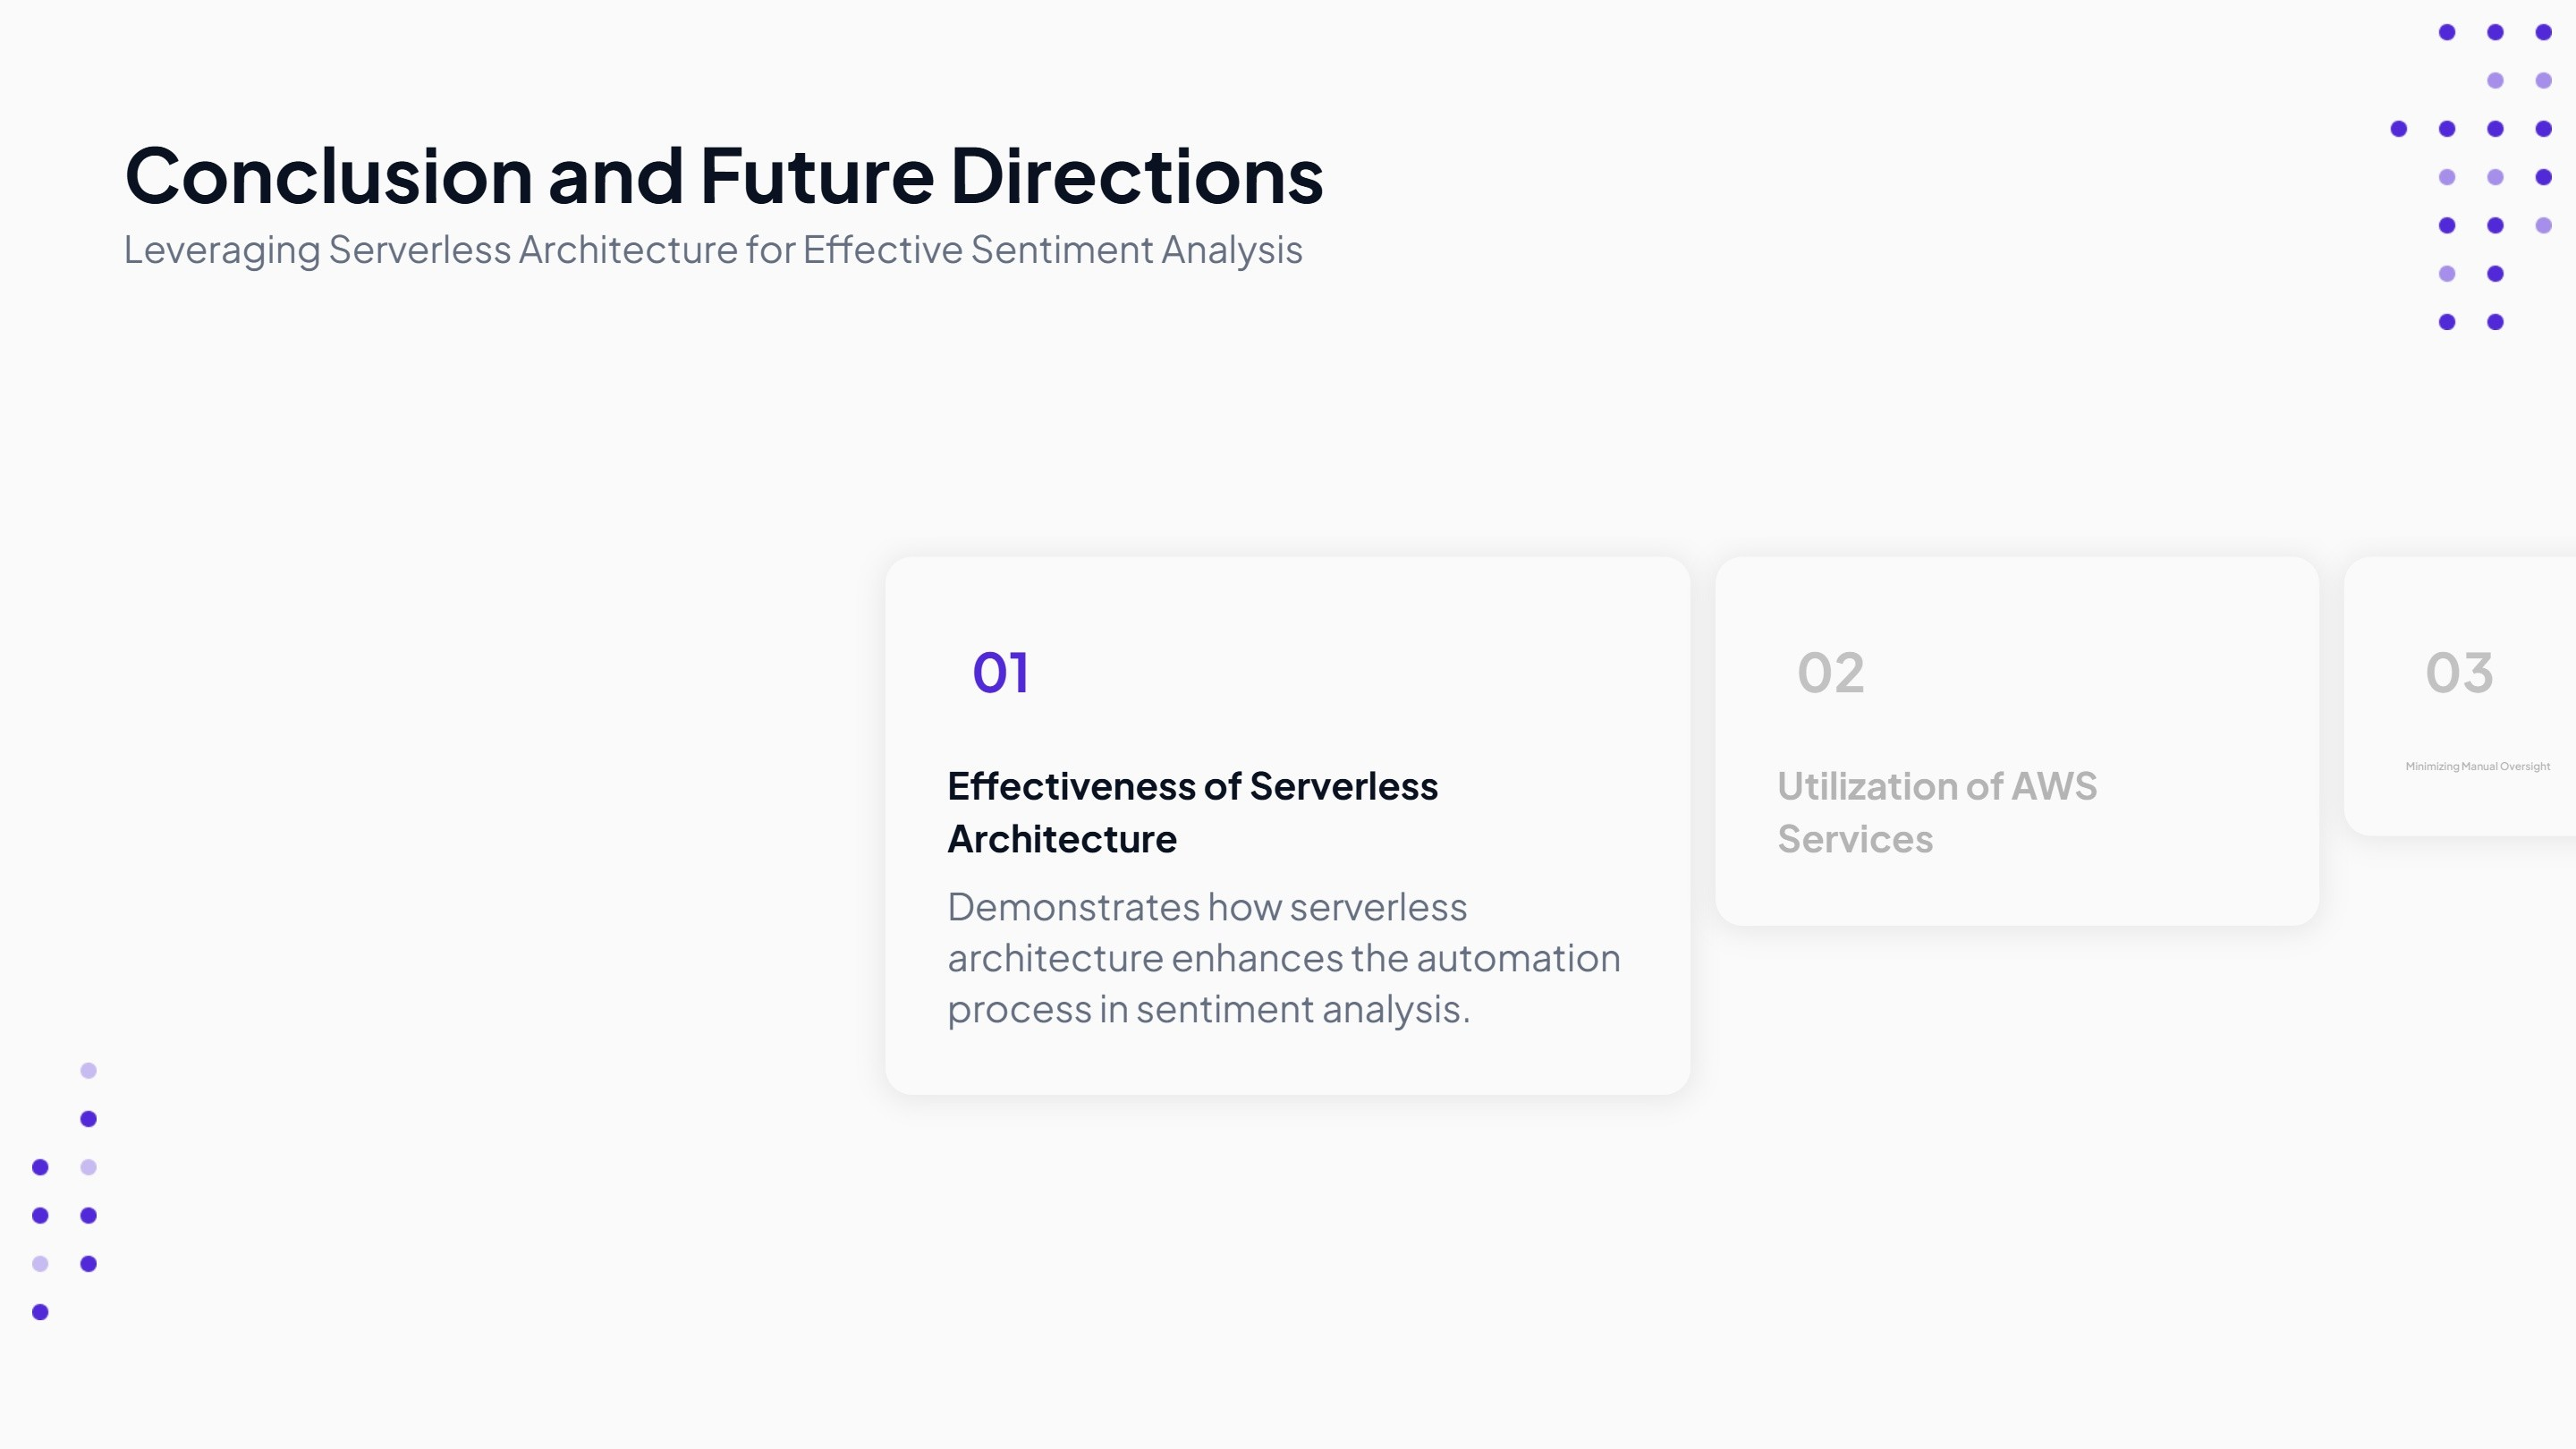 Conclusion and Future Directions
Leveraging Serverless Architecture for Effective Sentiment Analysis
01
Effectiveness of Serverless
Architecture
Demonstrates how serverless
architecture enhances the automation
process in sentiment analysis.
02
Utilization of AWS
Services
03
Minimizing Manual Oversight